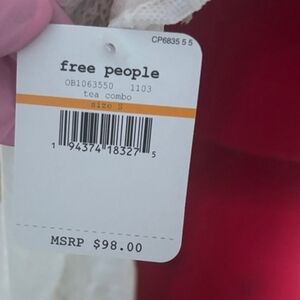 CP6835 5 5
free people
OB1063550 1103
tea combo
size S
1 94374 18327 5
MSRP $98.00